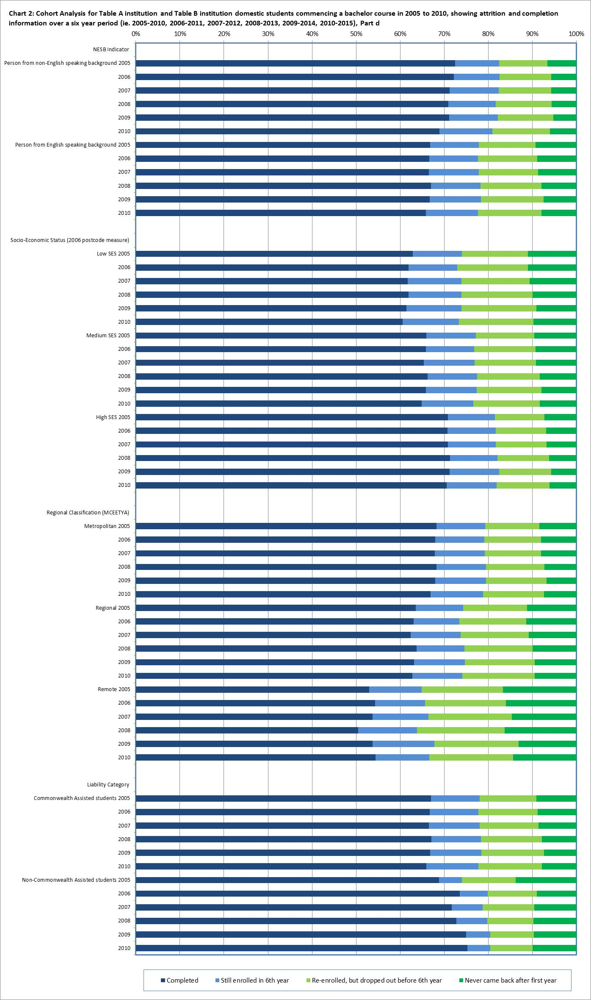 Chart 2: Cohort Analysis for Table A institution and Table B institution domestic students commencing a bachelor course in 2005 to 2010, showing attrition and completion
information over a six year period (ie. 2005-2010, 2006-2011, 2007-2012, 2008-2013, 2009-2014, 2010-2015), Part d
0% 10% 20% 30% 40% 50% 60% 70% 80% 90% 100%
NESB Indicator
Person from non-English speaking background 2005
2006
2007
2008
2009
2010
Person from English speaking background 2005
2006
2007
2008
2009
2010
Socio-Economic Status (2006 postcode measure)
Low SES 2005
2006
2007
2008
2009
2010
Medium SES 2005
2006
2007
2008
2009
2010
High SES 2005
2006
2007
2008
2009
2010
Regional Classification (MCEETYA)
Metropolitan 2005
2006
2007
2008
2009
2010
Regional 2005
2006
2007
2008
2009
2010
Remote 2005
2006
2007
2008
2009
2010
Liability Category
Commonwealth Assisted students 2005
2006
2007
2008
2009
2010
Non-Commonwealth Assisted students 2005
2006
2007
2008
2009
2010
Completed Still enrolled in 6th year Re-enrolled, but dropped out before 6th year Never came back after first year